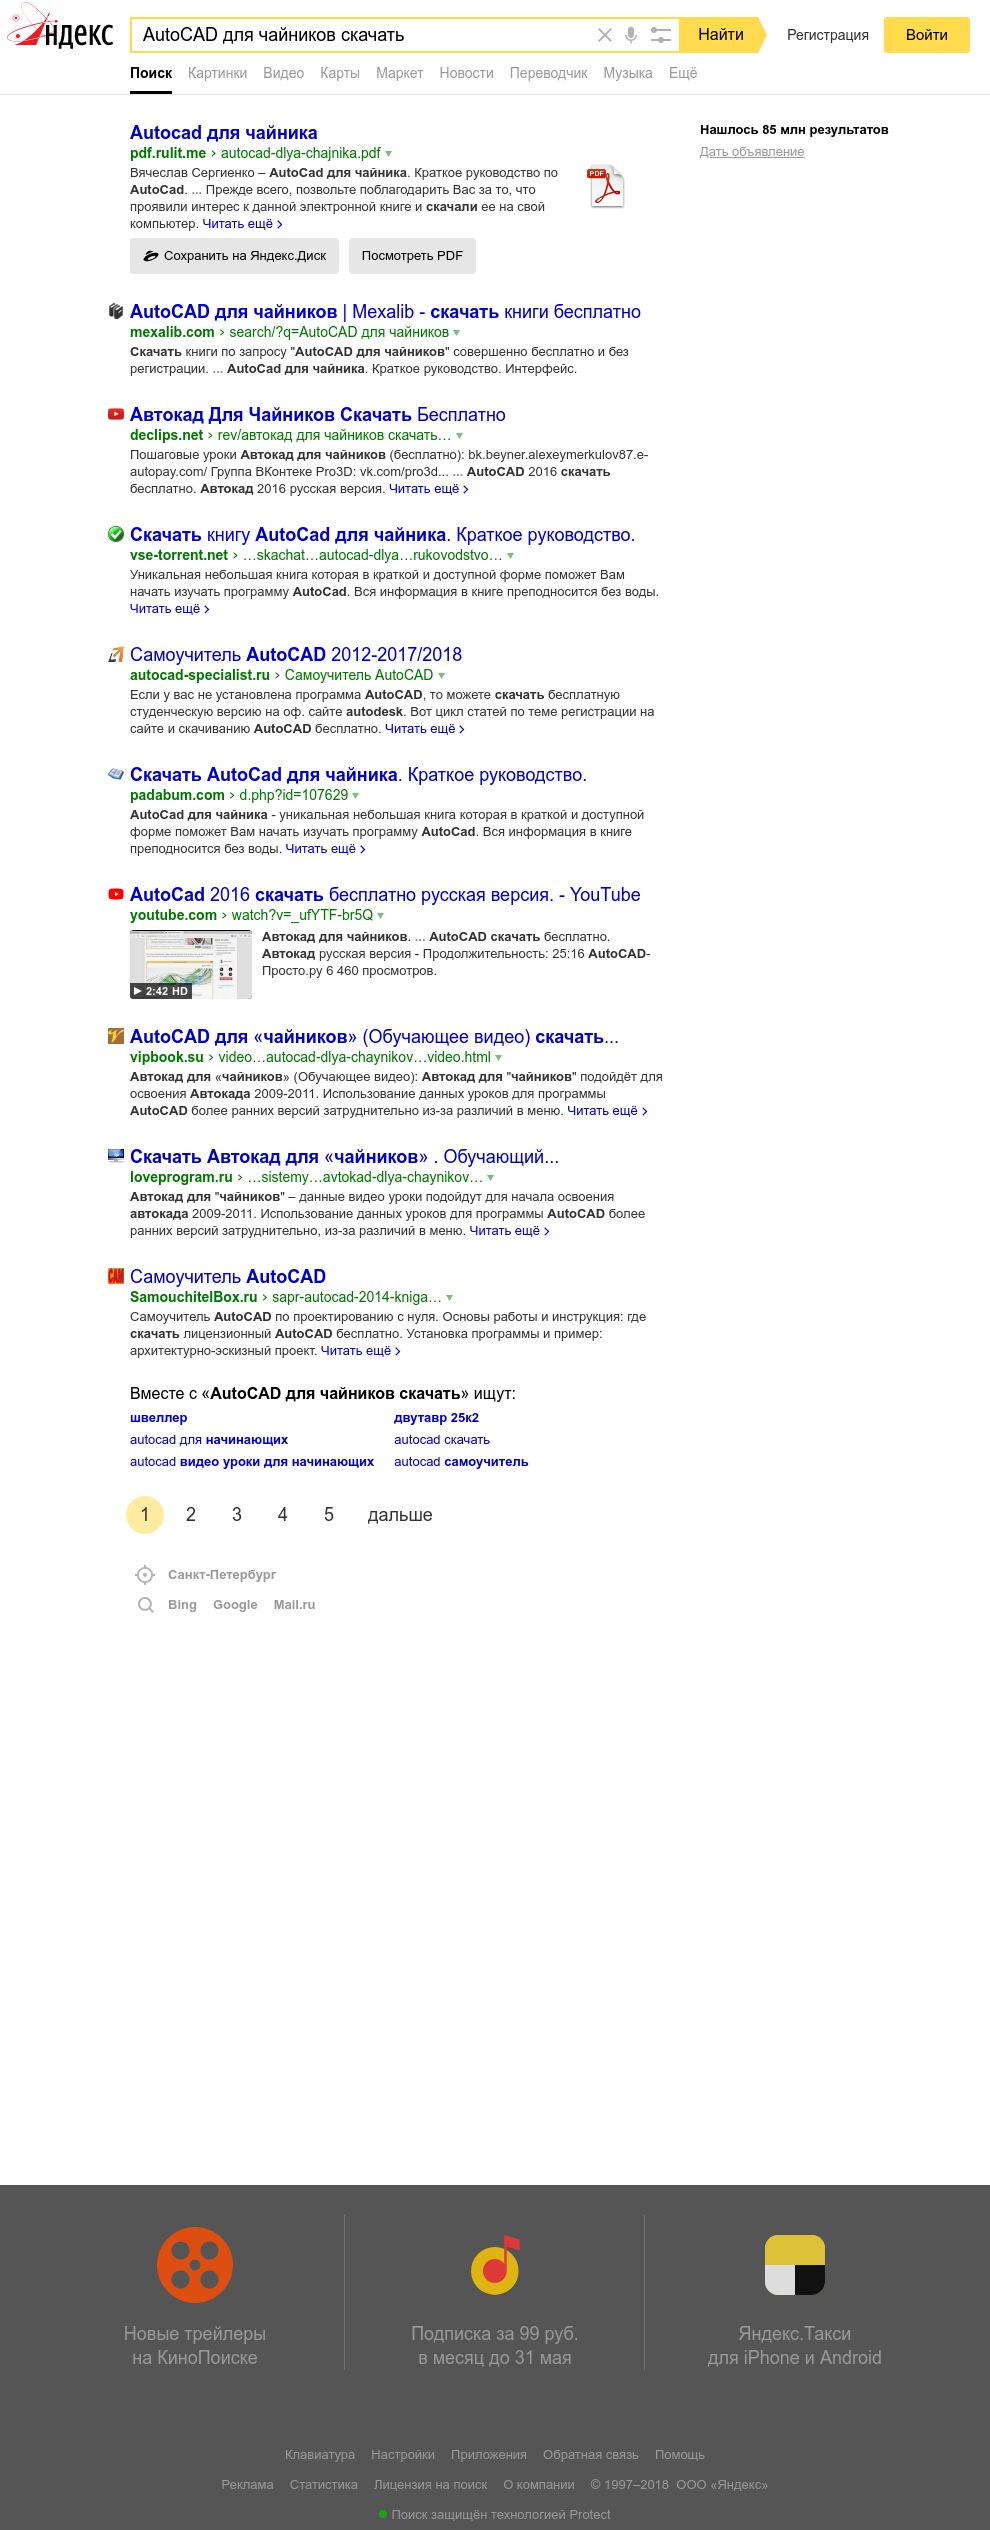 Яндекс
AutoCAD для чайников скачать
Найти
Регистрация
Войти
Поиск Картинки Видео Карты Маркет Новости Переводчик Музыка Ещё
Autocad для чайника
pdf.rulit.me › autocad-dlya-chajnika.pdf
Вячеслав Сергиенко – AutoCad для чайника. Краткое руководство по
AutoCad. ... Прежде всего, позвольте поблагодарить Вас за то, что
проявили интерес к данной электронной книге и скачали ее на свой
компьютер. Читать ещё ›
PDF
Сохранить на Яндекс.Диск
Посмотреть PDF
Нашлось 85 млн результатов
Дать объявление
AutoCAD для чайников | Mexalib - скачать книги бесплатно
mexalib.com › search/?q=AutoCAD для чайников
Скачать книги по запросу "AutoCAD для чайников" совершенно бесплатно и без
регистрации. ... AutoCad для чайника. Краткое руководство. Интерфейс.
Автокад Для Чайников Скачать Бесплатно
declips.net › rev/автокад для чайников скачать…
Пошаговые уроки Автокад для чайников (бесплатно): bk.beyner.alexeymerkulov87.e-
autopay.com/ Группа ВКонтеке Pro3D: vk.com/pro3d... ... AutoCAD 2016 скачать
бесплатно. Автокад 2016 русская версия. Читать ещё ›
Скачать книгу AutoCad для чайника. Краткое руководство.
vse-torrent.net › …skachat…autocad-dlya…rukovodstvo…
Уникальная небольшая книга которая в краткой и доступной форме поможет Вам
начать изучать программу AutoCad. Вся информация в книге преподносится без воды.
Читать ещё ›
Самоучитель AutoCAD 2012-2017/2018
autocad-specialist.ru › Самоучитель AutoCAD
Если у вас не установлена программа AutoCAD, то можете скачать бесплатную
студенческую версию на оф. сайте autodesk. Вот цикл статей по теме регистрации на
сайте и скачиванию AutoCAD бесплатно. Читать ещё ›
Скачать AutoCad для чайника. Краткое руководство.
padabum.com › d.php?id=107629
AutoCad для чайника - уникальная небольшая книга которая в краткой и доступной
форме поможет Вам начать изучать программу AutoCad. Вся информация в книге
преподносится без воды. Читать ещё ›
AutoCad 2016 скачать бесплатно русская версия. - YouTube
youtube.com › watch?v=_ufYTF-br5Q
2:42 HD
Автокад для чайников. ... AutoCAD скачать бесплатно.
Автокад русская версия - Продолжительность: 25:16 AutoCAD-
Просто.ру 6 460 просмотров.
AutoCAD для «чайников» (Обучающее видео) скачать...
vipbook.su › video…autocad-dlya-chaynikov…video.html
Автокад для «чайников» (Обучающее видео): Автокад для "чайников" подойдёт для
освоения Автокада 2009-2011. Использование данных уроков для программы
AutoCAD более ранних версий затруднительно из-за различий в меню. Читать ещё ›
Скачать Автокад для «чайников» . Обучающий...
loveprogram.ru › …sistemy…avtokad-dlya-chaynikov…
Автокад для "чайников" – данные видео уроки подойдут для начала освоения
автокада 2009-2011. Использование данных уроков для программы AutoCAD более
ранних версий затруднительно, из-за различий в меню. Читать ещё ›
Самоучитель AutoCAD
SamouchitelBox.ru › sapr-autocad-2014-kniga…
Самоучитель AutoCAD по проектированию с нуля. Основы работы и инструкция: где
скачать лицензионный AutoCAD бесплатно. Установка программы и пример:
архитектурно-эскизный проект. Читать ещё ›
Вместе с «AutoCAD для чайников скачать» ищут:
швеллер двутавр 25к2
autocad для начинающих autocad скачать
autocad видео уроки для начинающих autocad самоучитель
1 2 3 4 5 дальше
Санкт-Петербург
Bing Google Mail.ru
Новые трейлеры
на КиноПоиске
Подписка за 99 руб.
в месяц до 31 мая
Яндекс.Такси
для iPhone и Android
Клавиатура Настройки Приложения Обратная связь Помощь
Реклама Статистика Лицензия на поиск О компании © 1997–2018 ООО «Яндекс»
Поиск защищён технологией Protect